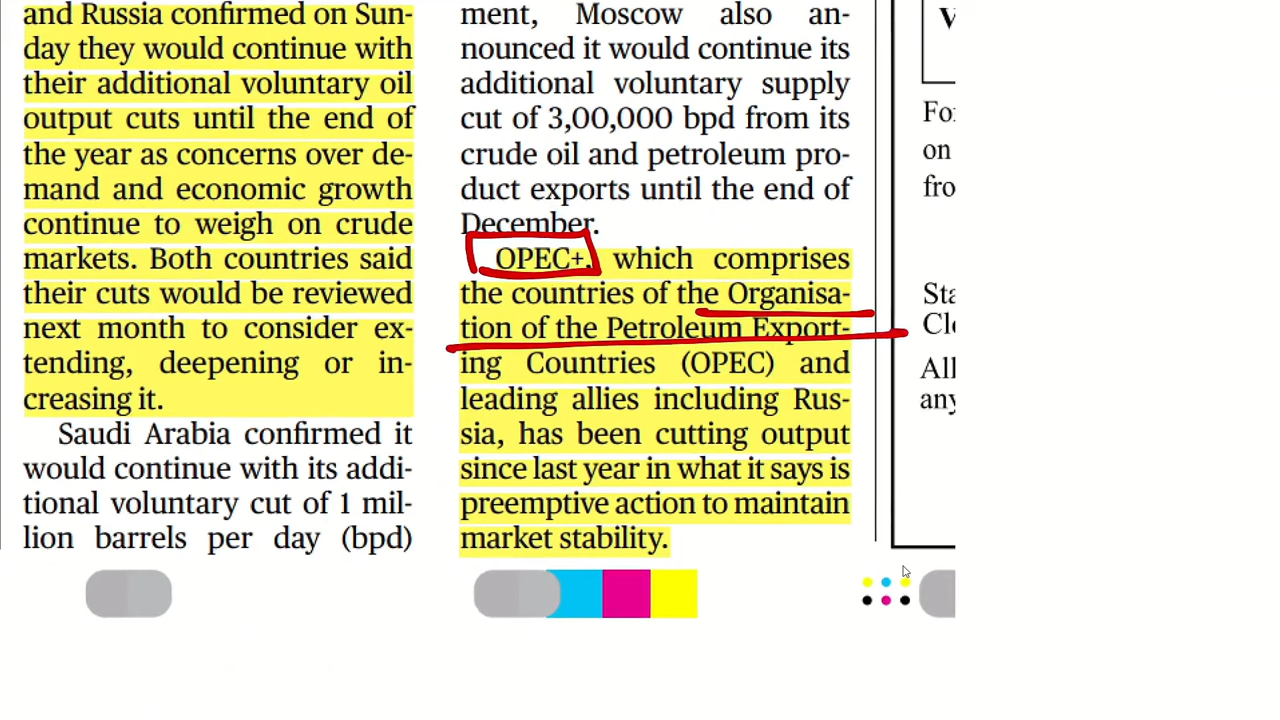 and Russia confirmed on Sun-
day they would continue with
their additional voluntary oil
output cuts until the end of
the year as concerns over de-
mand and economic growth
continue to weigh on crude
markets. Both countries said
their cuts would be reviewed
next month to consider ex-
tending, deepening or in-
creasing it.
Saudi Arabia confirmed it
would continue with its addi-
tional voluntary cut of 1 mil-
lion barrels per day (bpd)
ment, Moscow also an-
nounced it would continue its
additional voluntary supply
cut of 3,00,000 bpd from its
crude oil and petroleum pro-
duct exports until the end of
December.
OPEC+, which comprises
the countries of the Organisa-
tion of the Petroleum Export-
ing Countries (OPEC) and
leading allies including Rus-
sia, has been cutting output
since last year in what it says is
preemptive action to maintain
market stability.
on